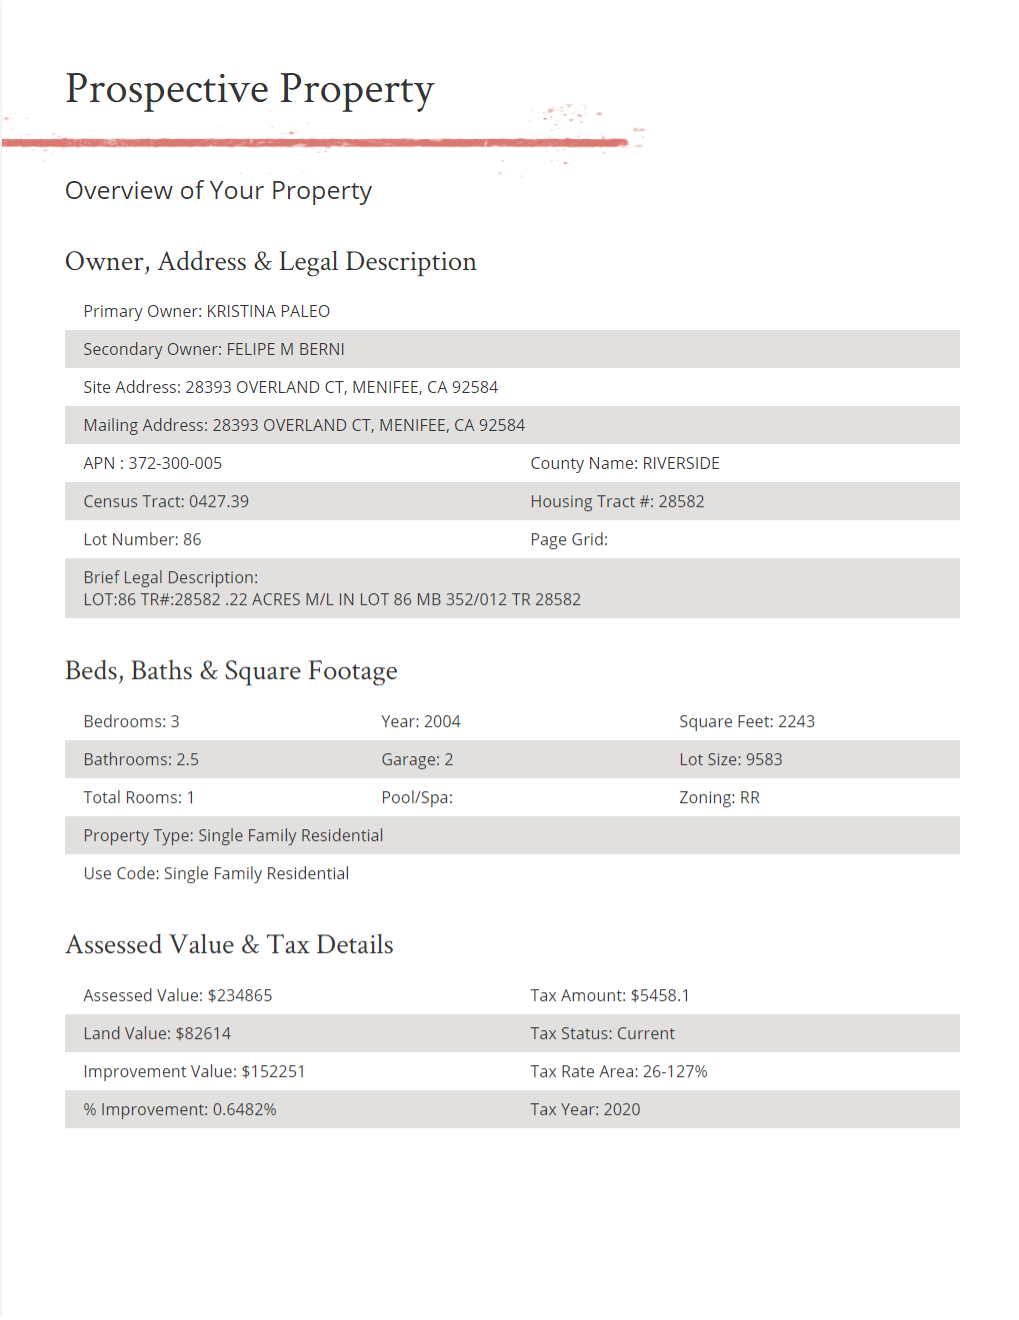 Prospective Property
Overview of Your Property
Owner, Address & Legal Description
Primary Owner: KRISTINA PALEO
Secondary Owner: FELIPE M BERNI
Site Address: 28393 OVERLAND CT, MENIFEE, CA 92584
Mailing Address: 28393 OVERLAND CT, MENIFEE, CA 92584
APN : 372-300-005 County Name: RIVERSIDE
Census Tract: 0427.39 Housing Tract #: 28582
Lot Number: 86 Page Grid:
Brief Legal Description:
LOT:86 TR#:28582 .22 ACRES M/L IN LOT 86 MB 352/012 TR 28582
Beds, Baths & Square Footage
Bedrooms: 3 Year: 2004 Square Feet: 2243
Bathrooms: 2.5 Garage: 2 Lot Size: 9583
Total Rooms: 1 Pool/Spa: Zoning: RR
Property Type: Single Family Residential
Use Code: Single Family Residential
Assessed Value & Tax Details
Assessed Value: $234865 Tax Amount: $5458.1
Land Value: $82614 Tax Status: Current
Improvement Value: $152251 Tax Rate Area: 26-127%
% Improvement: 0.6482% Tax Year: 2020